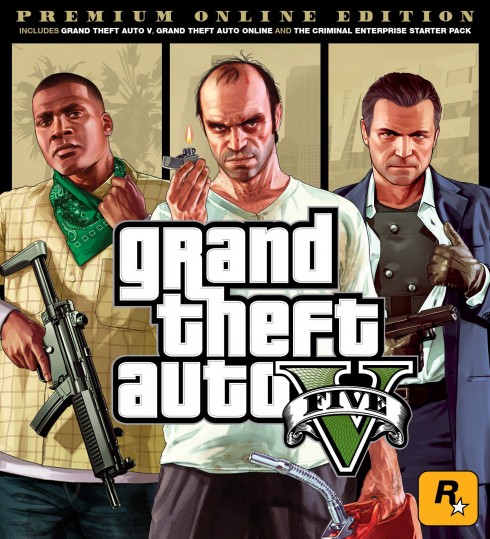 PREMIUM ONLINE EDITION
INCLUDES GRAND THEFT AUTO V, GRAND THEFT AUTO ONLINE AND THE CRIMINAL ENTERPRISE STARTER PACK
grand
theft
auto V
FIVE
R